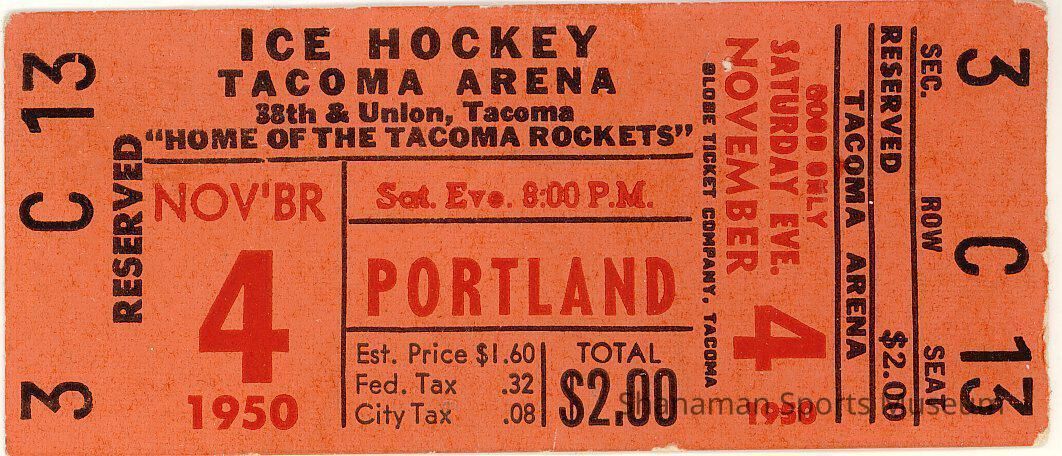 3 C 13
RESERVED
ICE HOCKEY
TACOMA ARENA
38th & Union, Tacoma
"HOME OF THE TACOMA ROCKETS"
NOV'BR
4
1950
Sat. Eve. 8:00 P.M.
PORTLAND
Est. Price $1.60
Fed. Tax .32
City Tax .08
TOTAL
$2.00
GLOBE TICKET COMPANY, TACOMA
NOVEMBER 4
SATURDAY EVE.
GOOD ONLY
1950
TACOMA ARENA
RESERVED $2.00
SEC. ROW SEAT
3 C 13
Shanaman Sports Museum